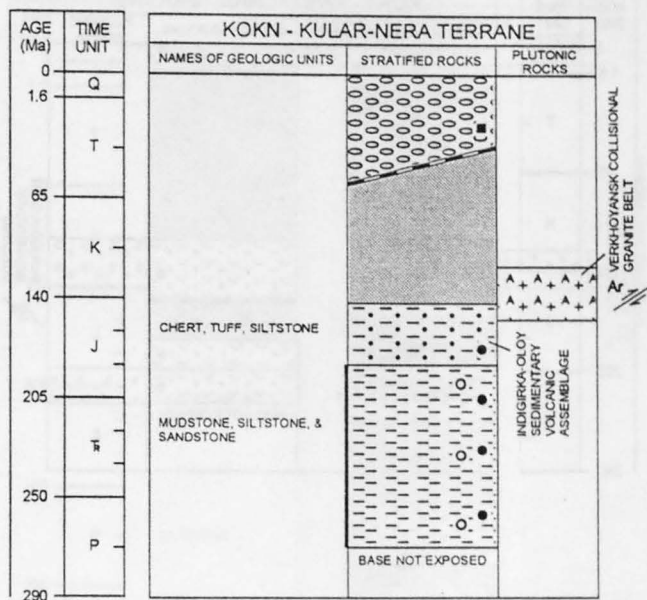 AGE
(Ma)
TIME
UNIT
KOKN - KULAR-NERA TERRANE
NAMES OF GEOLOGIC UNITS
STRATIFIED ROCKS
PLUTONIC
ROCKS
0
Q
1.6
T
65
K
140
J
205
250
P
290
CHERT, TUFF, SILTSTONE
MUDSTONE, SILTSTONE, &
SANDSTONE
BASE NOT EXPOSED
INDIGIRKA-OLOY
SEDIMENTARY
VOLCANIC
ASSEMBLAGE
VERKHOYANSK COLLISIONAL
GRANITE BELT
Ar